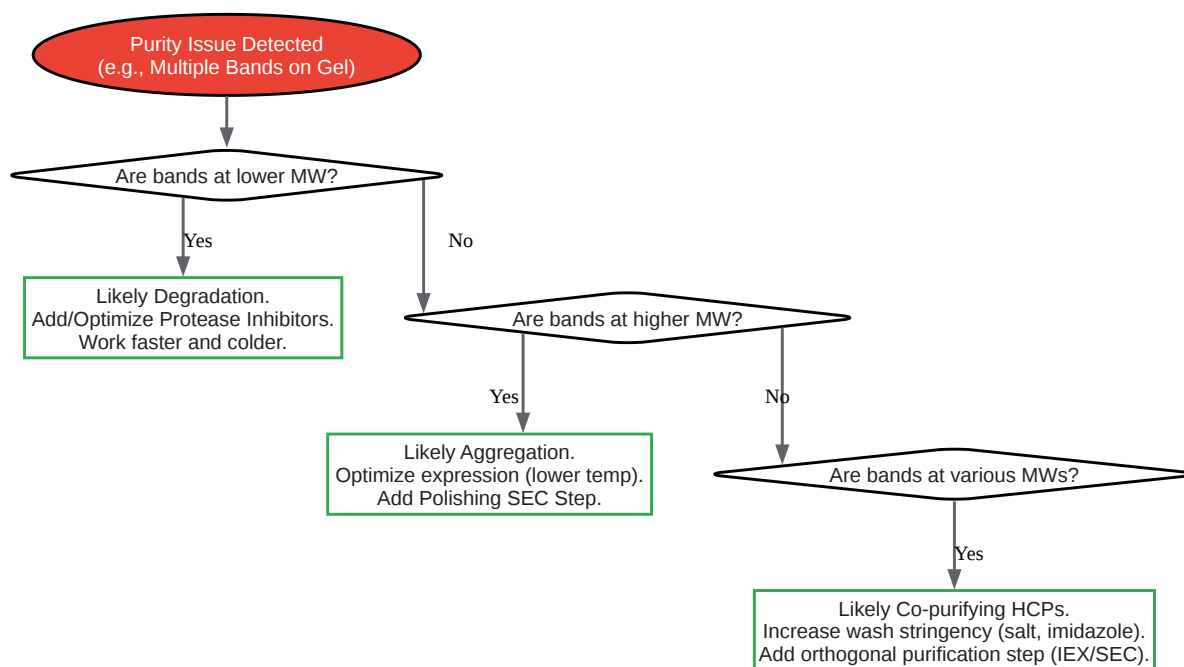 Purity Issue Detected
(e.g., Multiple Bands on Gel)
Are bands at lower MW?
Yes
No
Likely Degradation.
Add/Optimize Protease Inhibitors.
Work faster and colder.
Are bands at higher MW?
Yes
No
Likely Aggregation.
Optimize expression (lower temp).
Add Polishing SEC Step.
Are bands at various MWs?
Yes
Likely Co-purifying HCPs.
Increase wash stringency (salt, imidazole).
Add orthogonal purification step (IEX/SEC).